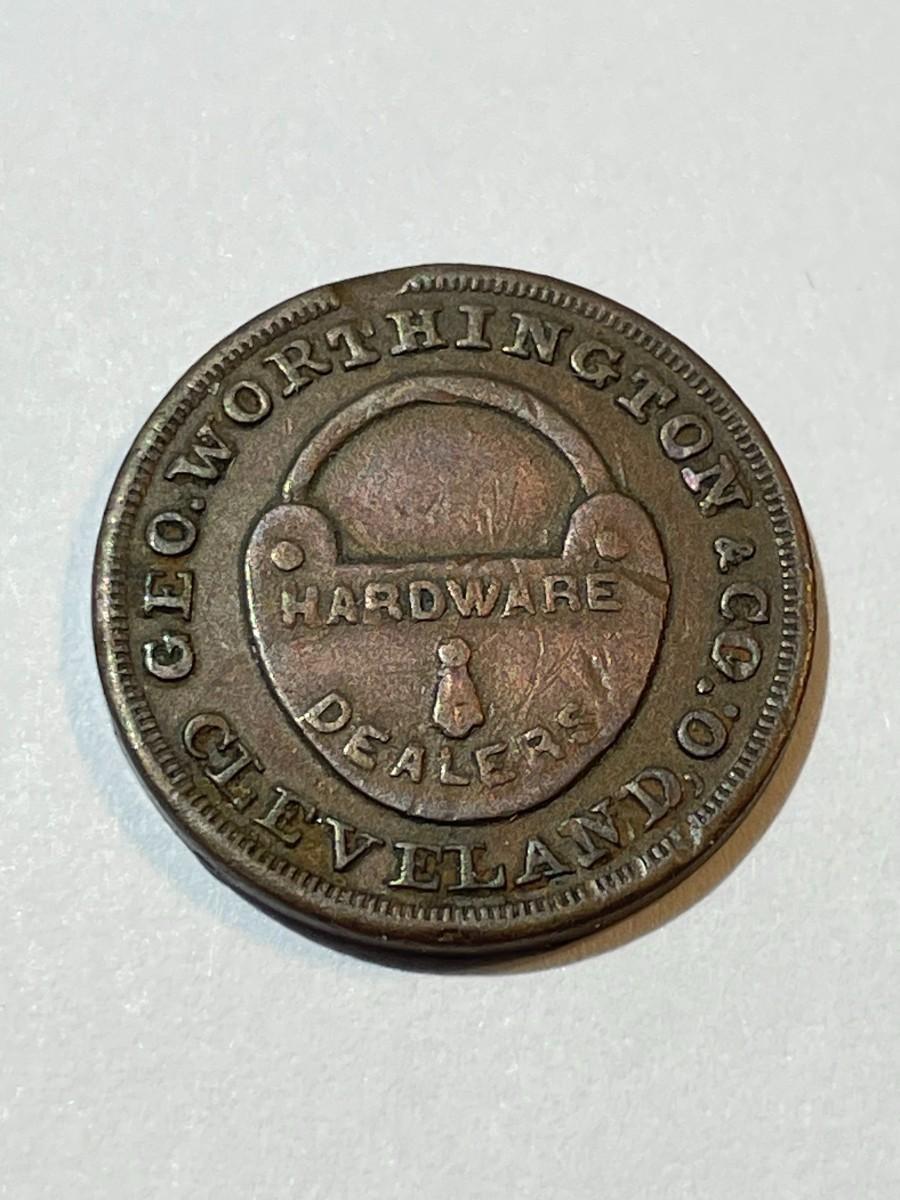 GEO. WORTHINGTON & CO.
HARDWARE
DEALERS
CLEVELAND, O.